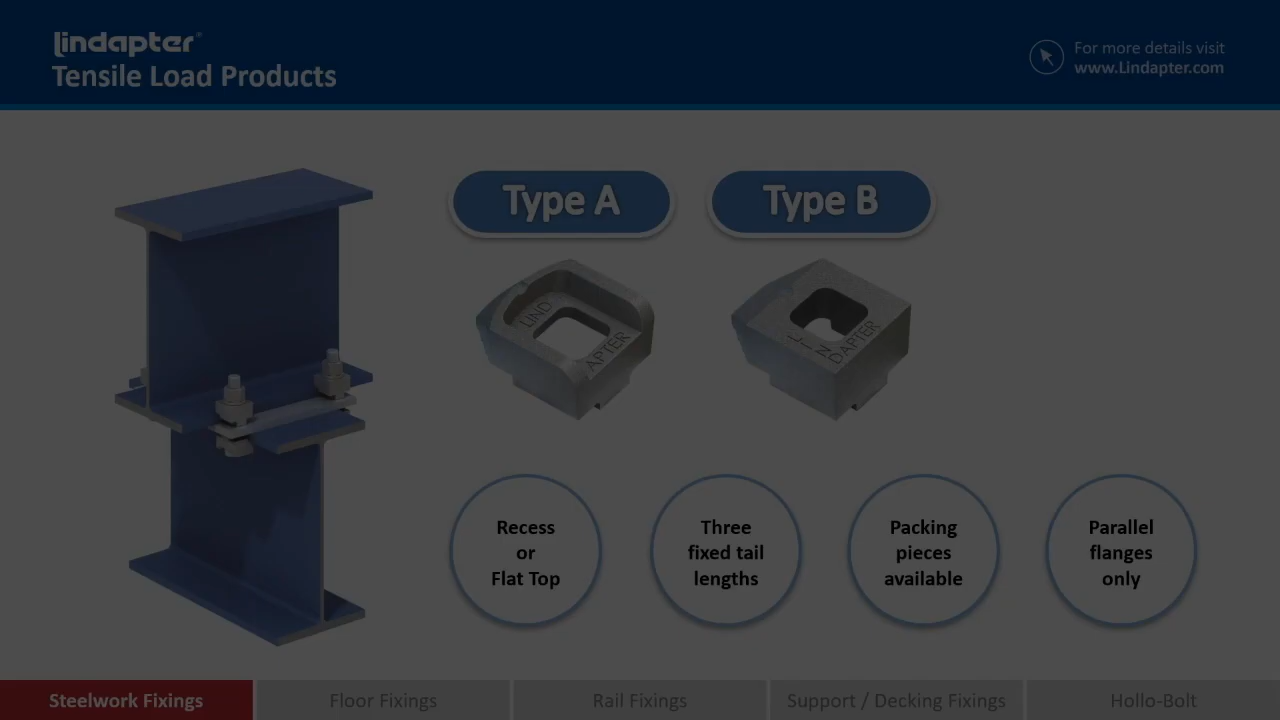 Lindapter®
Tensile Load Products
For more details visit
www.Lindapter.com
Type A
Type B
LIND
APTER
LIN
DAPTER
Recess
or
Flat Top
Three
fixed tail
lengths
Packing
pieces
available
Parallel
flanges
only
Steelwork Fixings
Floor Fixings
Rail Fixings
Support / Decking Fixings
Hollo-Bolt